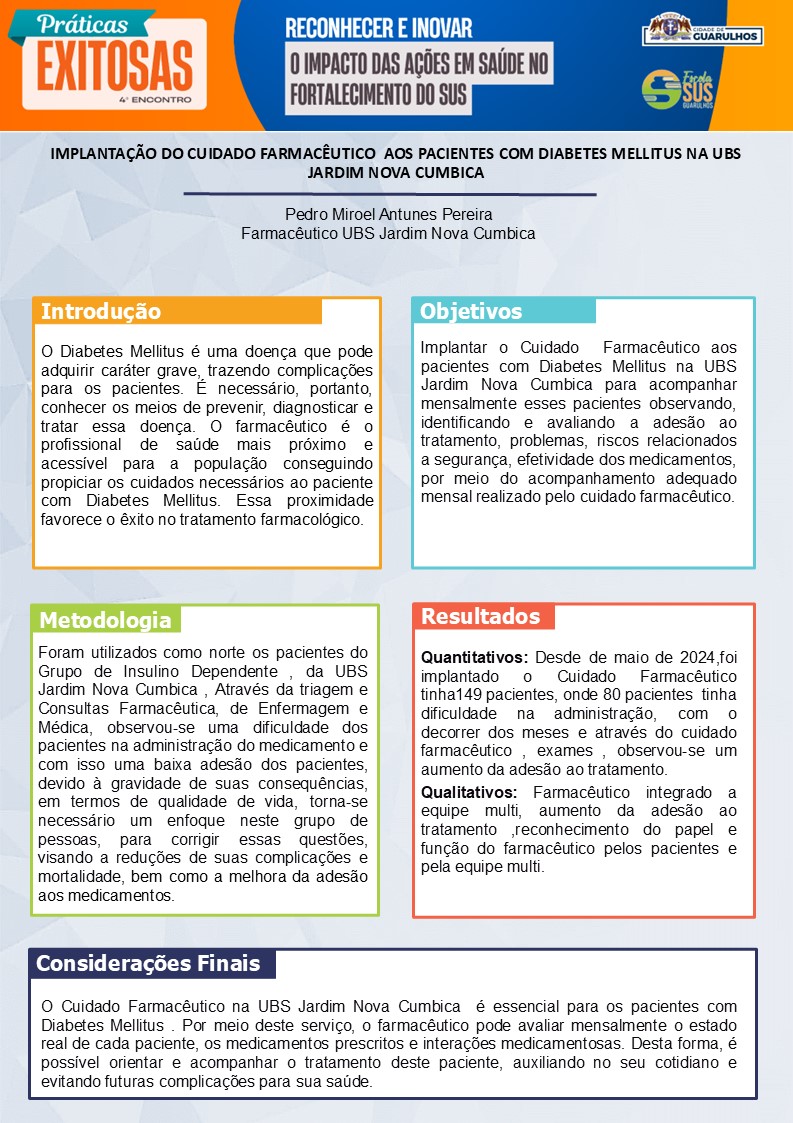 Práticas
EXITOSAS
4º ENCONTRO
RECONHECER E INOVAR
O IMPACTO DAS AÇÕES EM SAÚDE NO
FORTALECIMENTO DO SUS
CIDADE DE
GUARULHOS
Escola
SUS
GUARULHOS
IMPLANTAÇÃO DO CUIDADO FARMACÊUTICO AOS PACIENTES COM DIABETES MELLITUS NA UBS
JARDIM NOVA CUMBICA
Pedro Miroel Antunes Pereira
Farmacêutico UBS Jardim Nova Cumbica
Introdução
O Diabetes Mellitus é uma doença que pode
adquirir caráter grave, trazendo complicações
para os pacientes. É necessário, portanto,
conhecer os meios de prevenir, diagnosticar e
tratar essa doença. O farmacêutico é o
profissional de saúde mais próximo e
acessível para a população conseguindo
propiciar os cuidados necessários ao paciente
com Diabetes Mellitus. Essa proximidade
favorece o êxito no tratamento farmacológico.
Objetivos
Implantar o Cuidado Farmacêutico aos
pacientes com Diabetes Mellitus na UBS
Jardim Nova Cumbica para acompanhar
mensalmente esses pacientes observando,
identificando e avaliando a adesão ao
tratamento, problemas, riscos relacionados
a segurança, efetividade dos medicamentos,
por meio do acompanhamento adequado
mensal realizado pelo cuidado farmacêutico.
Metodologia
Foram utilizados como norte os pacientes do
Grupo de Insulino Dependente , da UBS
Jardim Nova Cumbica , Através da triagem e
Consultas Farmacêutica, de Enfermagem e
Médica, observou-se uma dificuldade dos
pacientes na administração do medicamento e
com isso uma baixa adesão dos pacientes,
devido à gravidade de suas consequências,
em termos de qualidade de vida, torna-se
necessário um enfoque neste grupo de
pessoas, para corrigir essas questões,
visando a reduções de suas complicações e
mortalidade, bem como a melhora da adesão
aos medicamentos.
Resultados
Quantitativos: Desde de maio de 2024,foi
implantado o Cuidado Farmacêutico
tinha149 pacientes, onde 80 pacientes tinha
dificuldade na administração, com o
decorrer dos meses e através do cuidado
farmacêutico , exames , observou-se um
aumento da adesão ao tratamento.
Qualitativos: Farmacêutico integrado a
equipe multi, aumento da adesão ao
tratamento ,reconhecimento do papel e
função do farmacêutico pelos pacientes e
pela equipe multi.
Considerações Finais
O Cuidado Farmacêutico na UBS Jardim Nova Cumbica é essencial para os pacientes com
Diabetes Mellitus . Por meio deste serviço, o farmacêutico pode avaliar mensalmente o estado
real de cada paciente, os medicamentos prescritos e interações medicamentosas. Desta forma, é
possível orientar e acompanhar o tratamento deste paciente, auxiliando no seu cotidiano e
evitando futuras complicações para sua saúde.